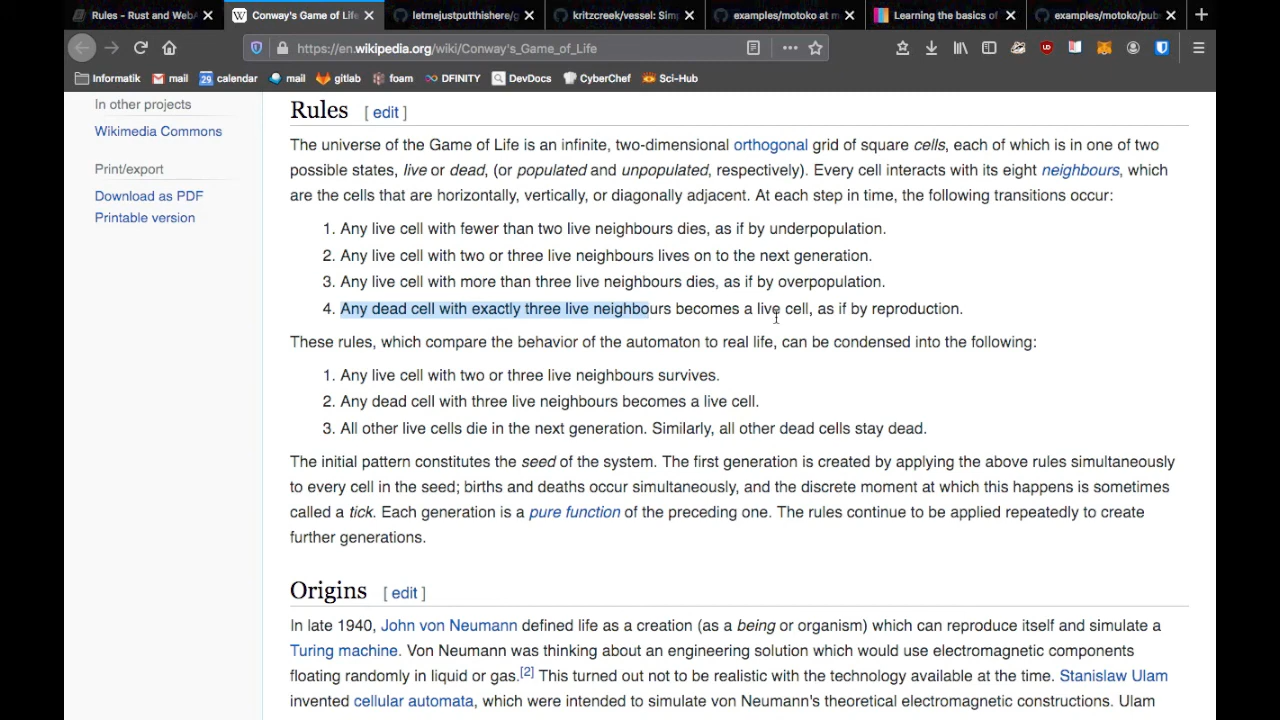 Rules - Rust and WebA
Conway's Game of Life
letmejustputthishere/g
kritzcreek/vessel: Simp
examples/motoko at m
Learning the basics of
examples/motoko/pub
https://en.wikipedia.org/wiki/Conway's_Game_of_Life
Informatik
mail
29 calendar
mail
gitlab
foam
DFINITY
DevDocs
CyberChef
Sci-Hub
In other projects
Wikimedia Commons
Print/export
Download as PDF
Printable version
Rules [ edit ]
The universe of the Game of Life is an infinite, two-dimensional orthogonal grid of square cells, each of which is in one of two
possible states, live or dead, (or populated and unpopulated, respectively). Every cell interacts with its eight neighbours, which
are the cells that are horizontally, vertically, or diagonally adjacent. At each step in time, the following transitions occur:
1. Any live cell with fewer than two live neighbours dies, as if by underpopulation.
2. Any live cell with two or three live neighbours lives on to the next generation.
3. Any live cell with more than three live neighbours dies, as if by overpopulation.
4. Any dead cell with exactly three live neighbours becomes a live cell, as if by reproduction.
These rules, which compare the behavior of the automaton to real life, can be condensed into the following:
1. Any live cell with two or three live neighbours survives.
2. Any dead cell with three live neighbours becomes a live cell.
3. All other live cells die in the next generation. Similarly, all other dead cells stay dead.
The initial pattern constitutes the seed of the system. The first generation is created by applying the above rules simultaneously
to every cell in the seed; births and deaths occur simultaneously, and the discrete moment at which this happens is sometimes
called a tick. Each generation is a pure function of the preceding one. The rules continue to be applied repeatedly to create
further generations.
Origins [ edit ]
In late 1940, John von Neumann defined life as a creation (as a being or organism) which can reproduce itself and simulate a
Turing machine. Von Neumann was thinking about an engineering solution which would use electromagnetic components
floating randomly in liquid or gas.[2] This turned out not to be realistic with the technology available at the time. Stanislaw Ulam
invented cellular automata, which were intended to simulate von Neumann's theoretical electromagnetic constructions. Ulam